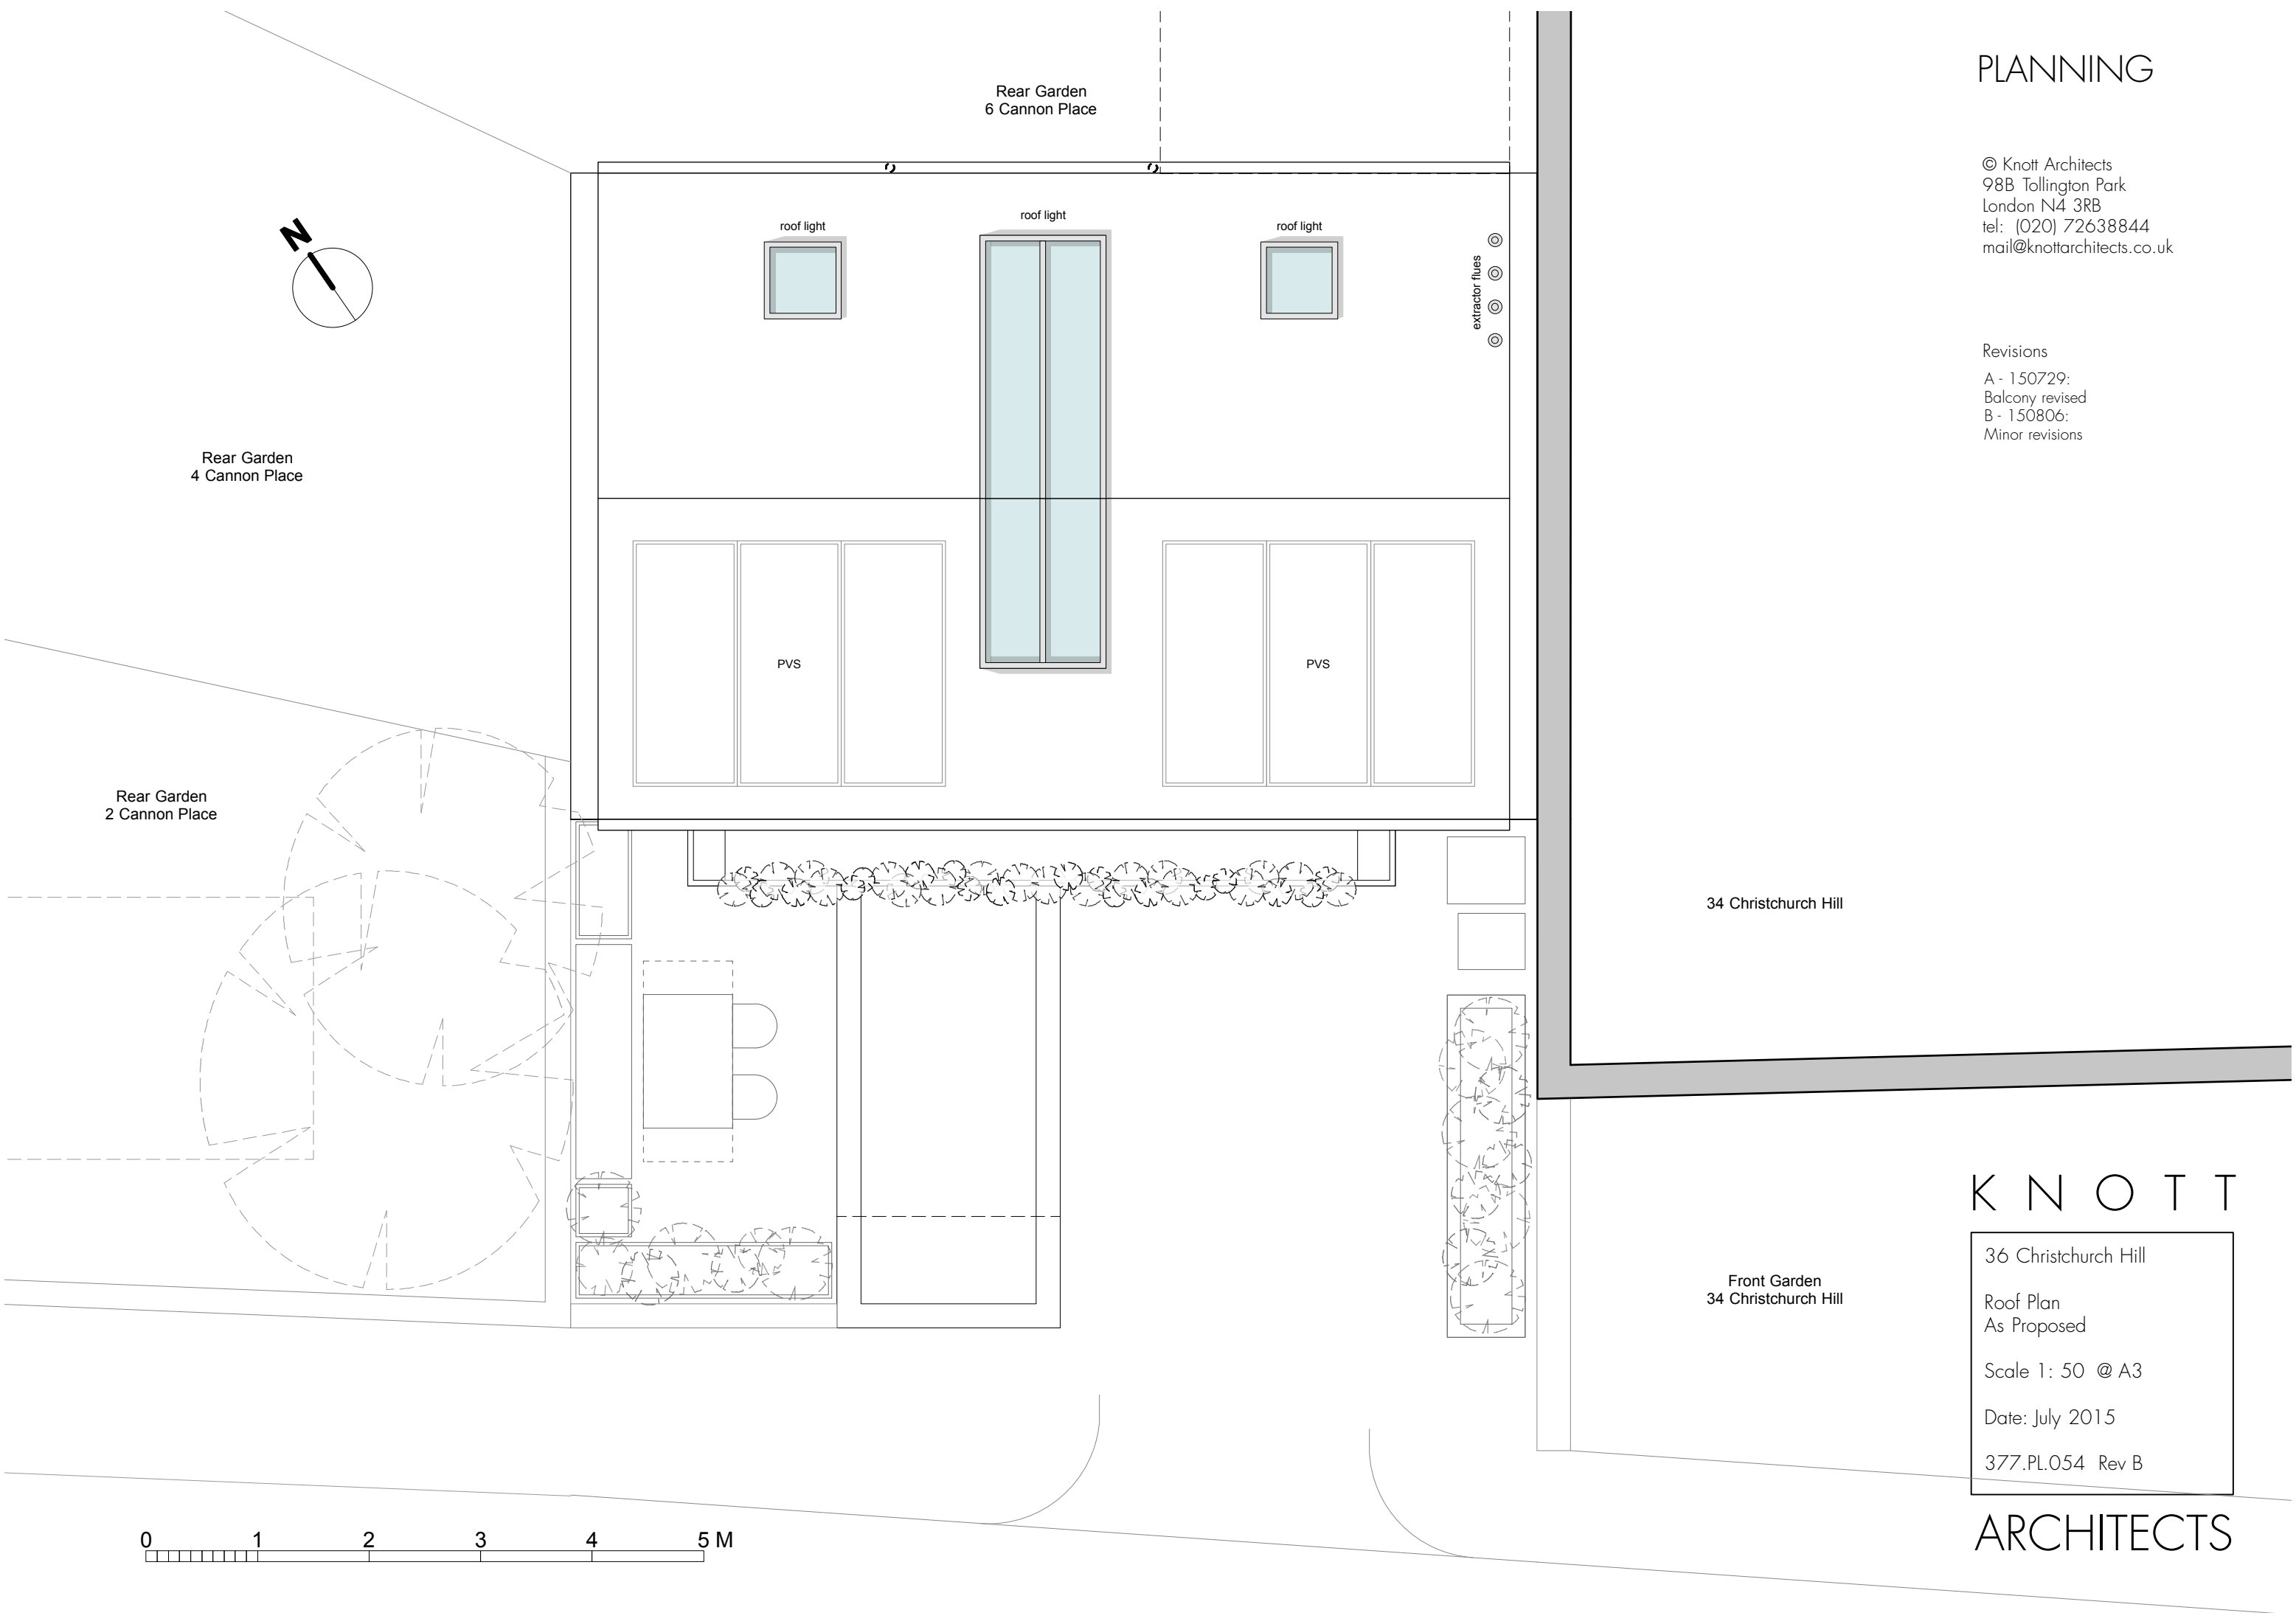 PLANNING
© Knott Architects
98B Tollington Park
London N4 3RB
tel: (020) 72638844
mail@knottarchitects.co.uk
Revisions
A - 150729:
Balcony revised
B - 150806:
Minor revisions
Rear Garden
6 Cannon Place
N
roof light
roof light
roof light
extractor flues
Rear Garden
4 Cannon Place
PVS
PVS
Rear Garden
2 Cannon Place
34 Christchurch Hill
Front Garden
34 Christchurch Hill
KNOTT
36 Christchurch Hill
Roof Plan
As Proposed
Scale 1: 50 @ A3
Date: July 2015
377.PL.054 Rev B
ARCHITECTS
0 1 2 3 4 5 M